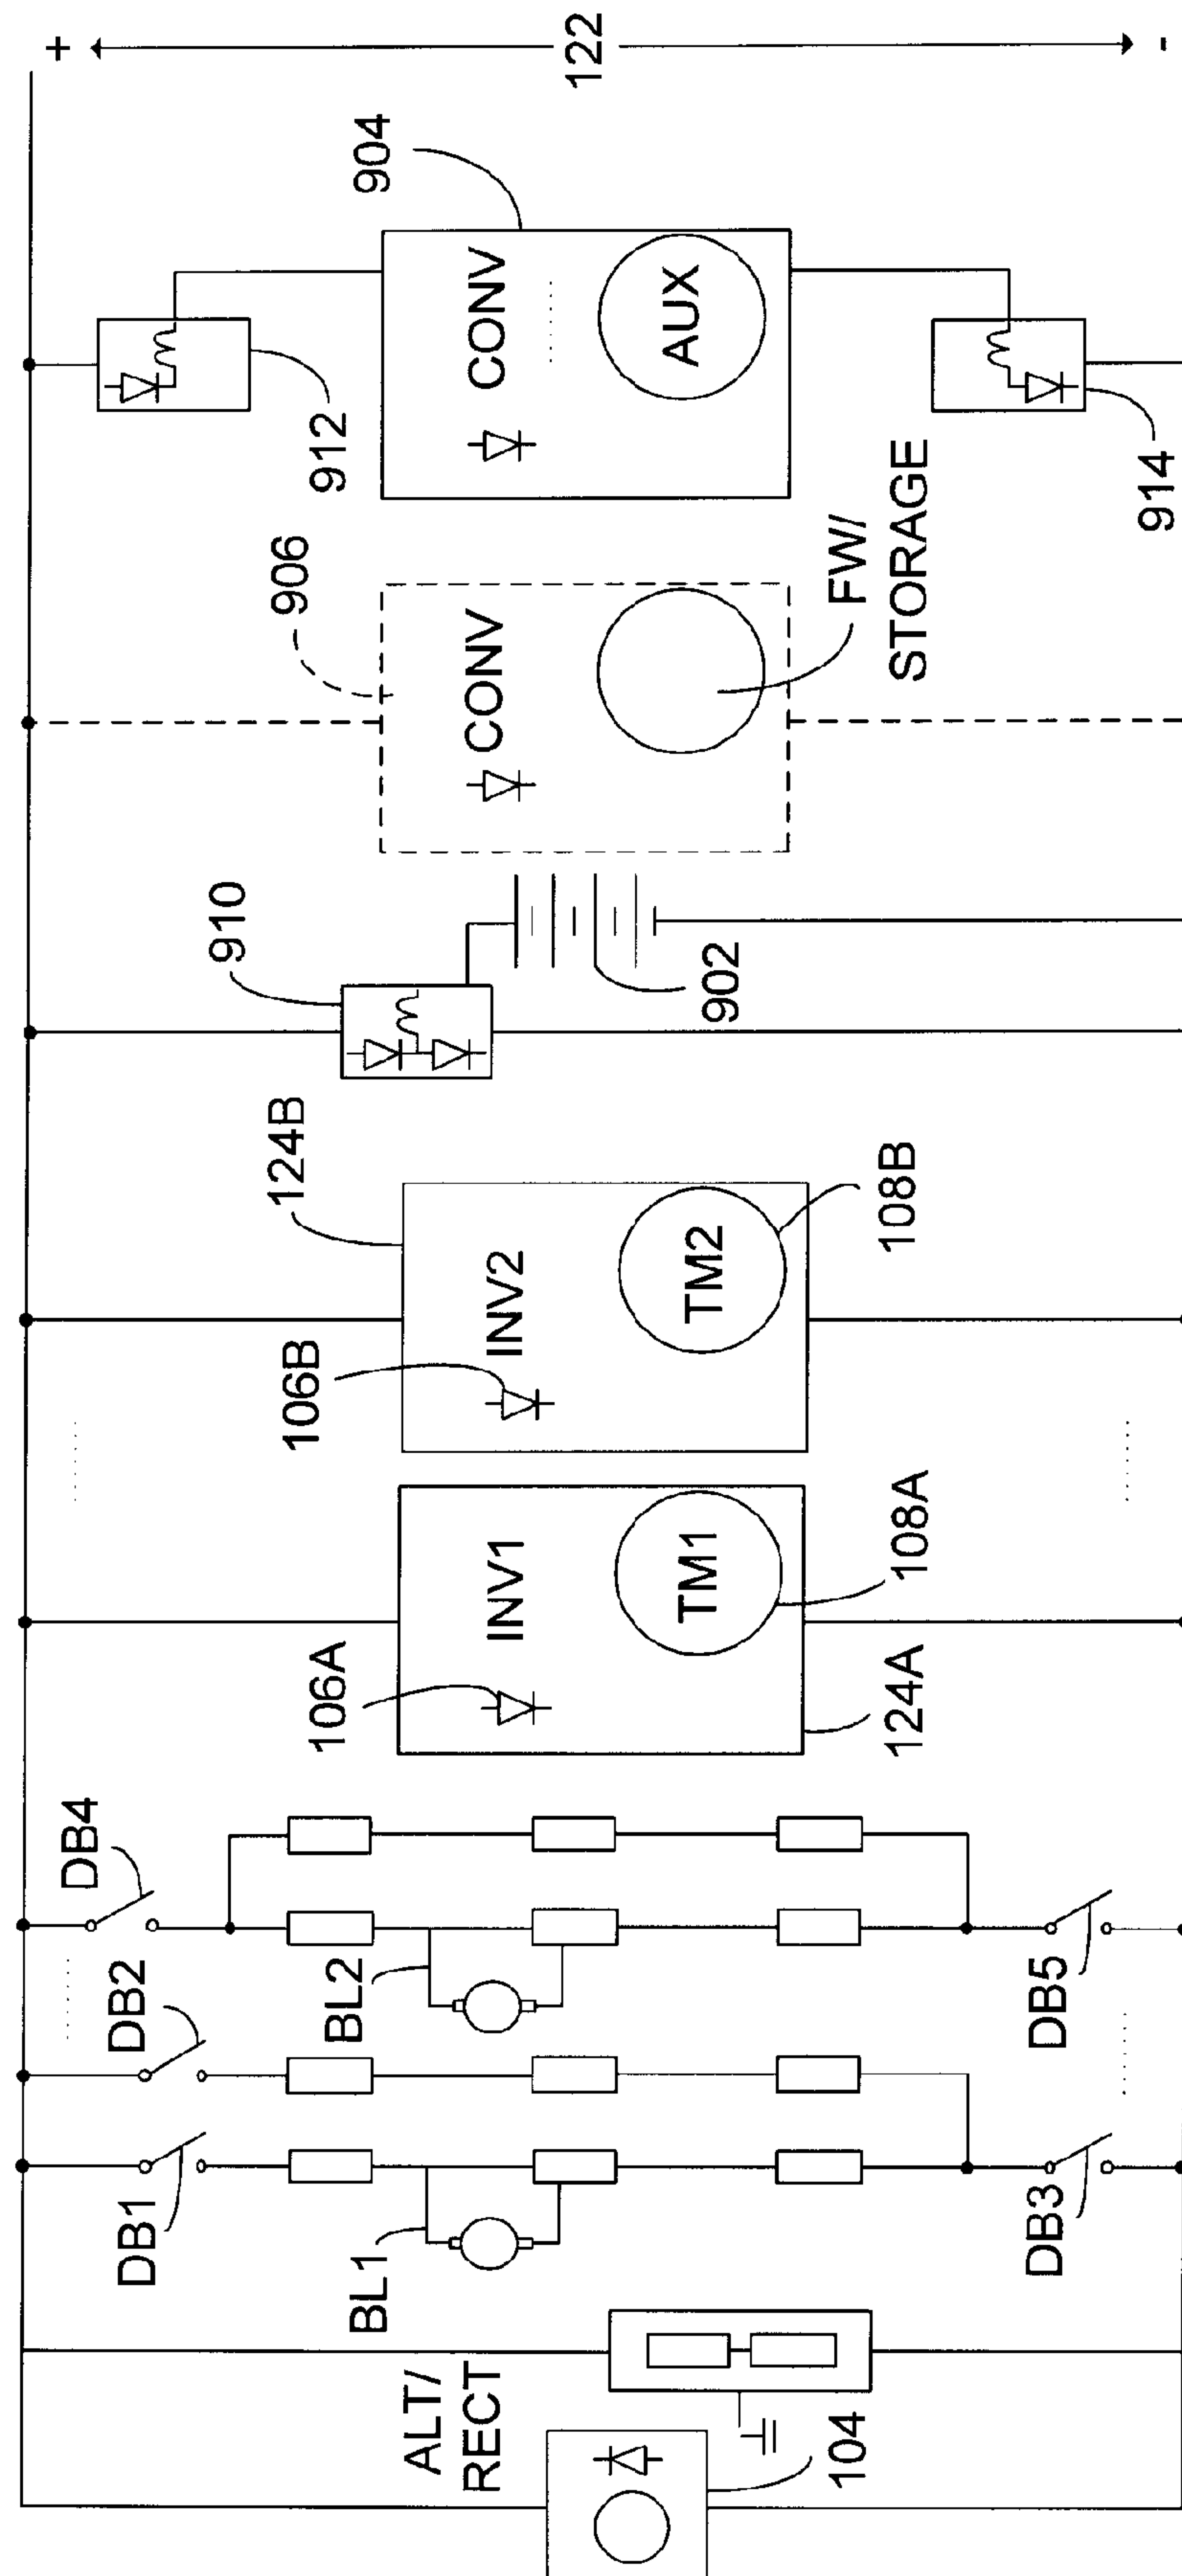 +
122
-
904
CONV
AUX
912
914
906
CONV
FW/
STORAGE
910
902
124B
INV2
TM2
106B
108B
INV1
TM1
106A
108A
124A
DB4
DB2
BL2
DB5
DB1
BL1
DB3
ALT/
RECT
104